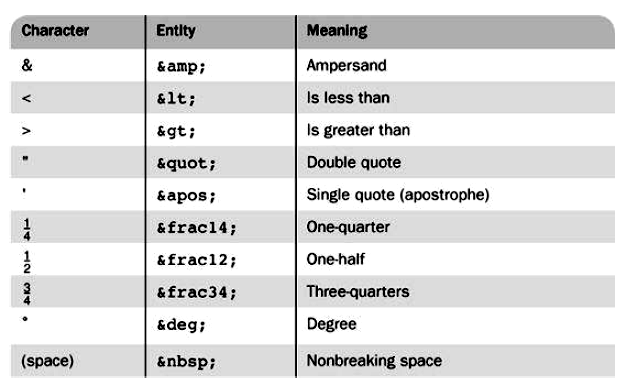 Character Entity Meaning
& &amp; Ampersand
< &lt; Is less than
> &gt; Is greater than
" &quot; Double quote
' &apos; Single quote (apostrophe)
1/4 &frac14; One-quarter
1/2 &frac12; One-half
3/4 &frac34; Three-quarters
° &deg; Degree
(space) &nbsp; Nonbreaking space